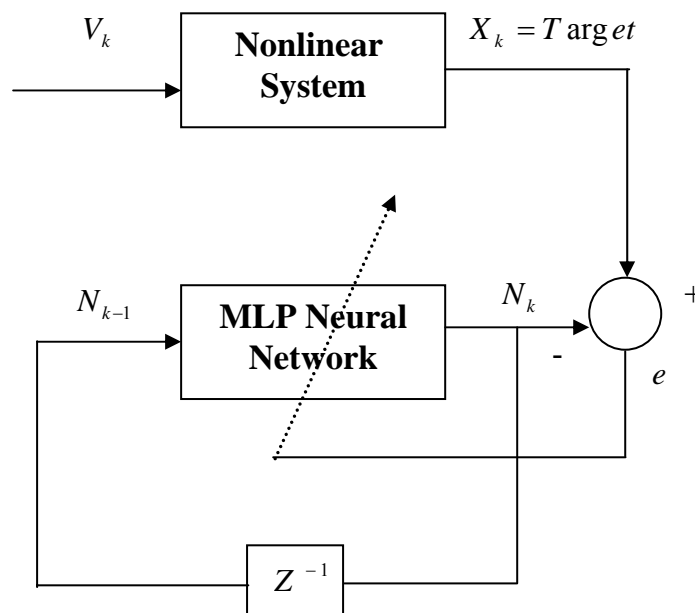 V_k
Nonlinear
System
X_k = T arg et
N_{k-1}
MLP Neural
Network
N_k
+
-
e
Z^{-1}